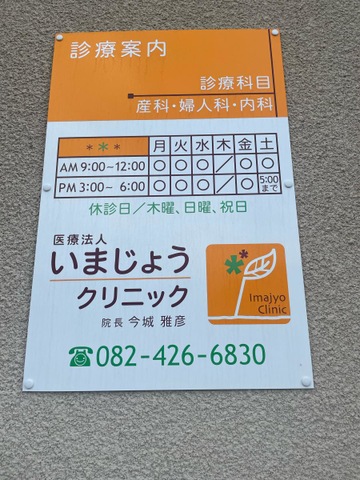 診療案内
診療科目
産科・婦人科・内科
*** 月 火 水 木 金 土
AM 9:00~12:00 ○ ○ ○ / ○ ○
PM 3:00~ 6:00 ○ ○ ○ / ○ 5:00まで
休診日/木曜、日曜、祝日
医療法人
いまじょう
クリニック
院長 今城 雅彦
Imajyo
Clinic
☎082-426-6830